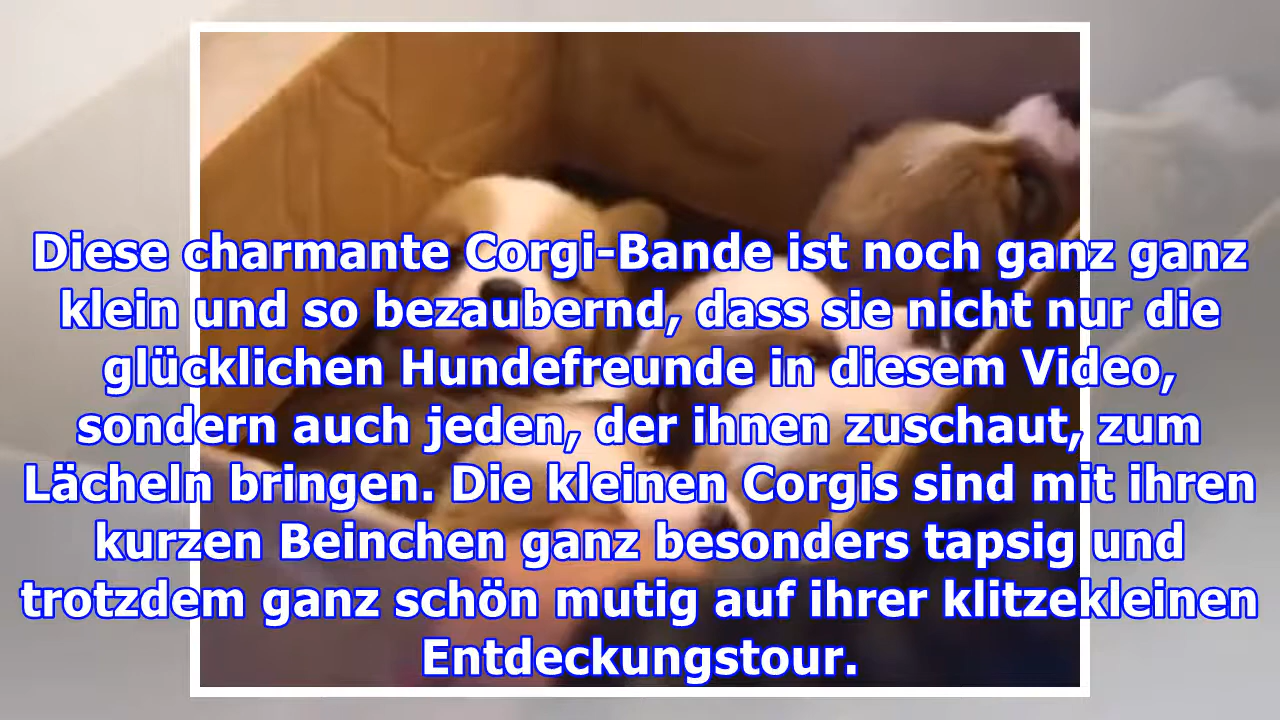 Diese charmante Corgi-Bande ist noch ganz ganz
klein und so bezaubernd, dass sie nicht nur die
glücklichen Hundefreunde in diesem Video,
sondern auch jeden, der ihnen zuschaut, zum
Lächeln bringen. Die kleinen Corgis sind mit ihren
kurzen Beinchen ganz besonders tapsig und
trotzdem ganz schön mutig auf ihrer klitzekleinen
Entdeckungstour.